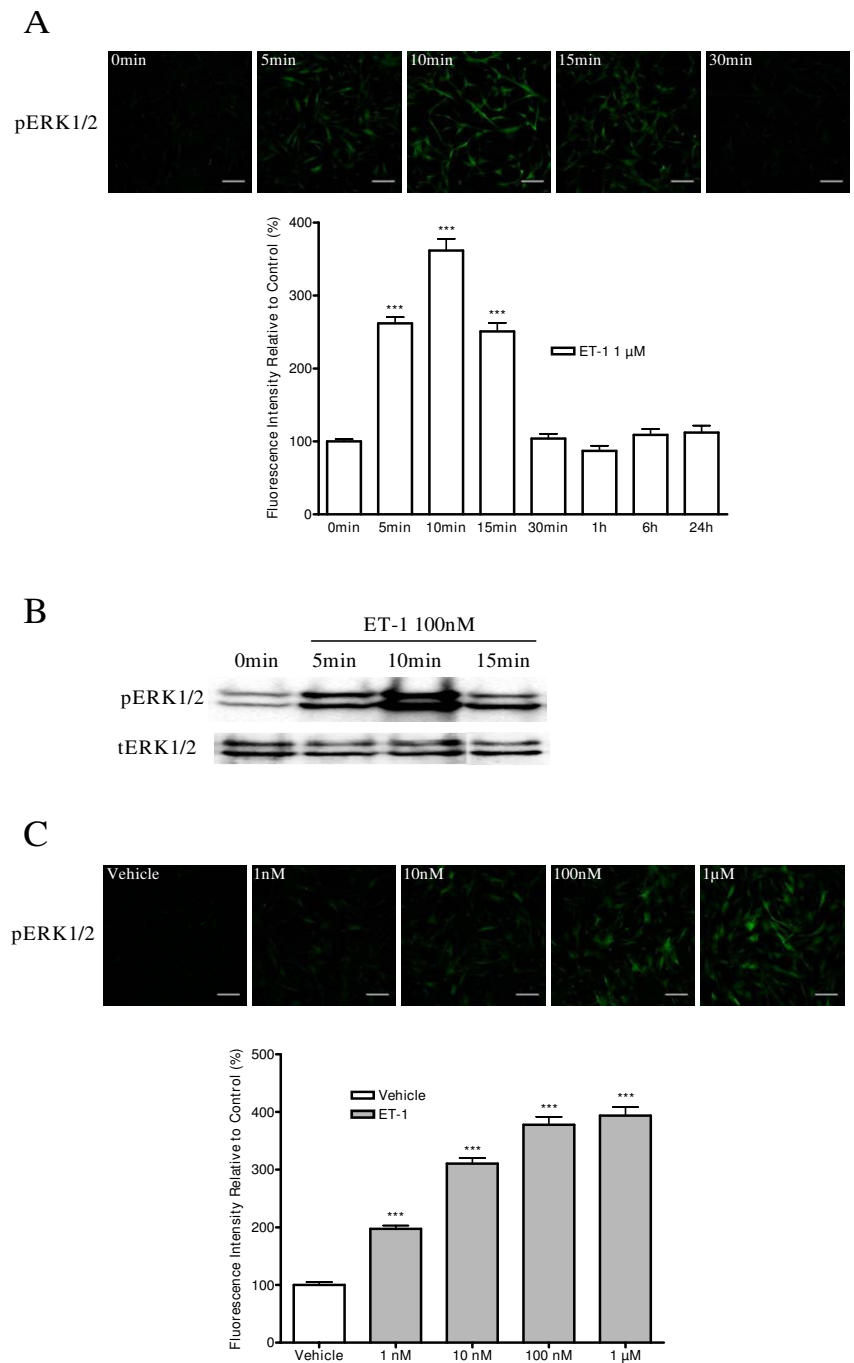 A
0min 5min 10min 15min 30min
pERK1/2
Fluorescence Intensity Relative to Control (%)
400
***
300
***
***
ET-1 1 μM
200
100
0
0min 5min 10min 15min 30min 1h 6h 24h
B
ET-1 100nM
0min 5min 10min 15min
pERK1/2
tERK1/2
C
Vehicle 1nM 10nM 100nM 1μM
pERK1/2
Fluorescence Intensity Relative to Control (%)
500
Vehicle
ET-1
400
***
***
300
***
200
***
100
0
Vehicle 1 nM 10 nM 100 nM 1 μM